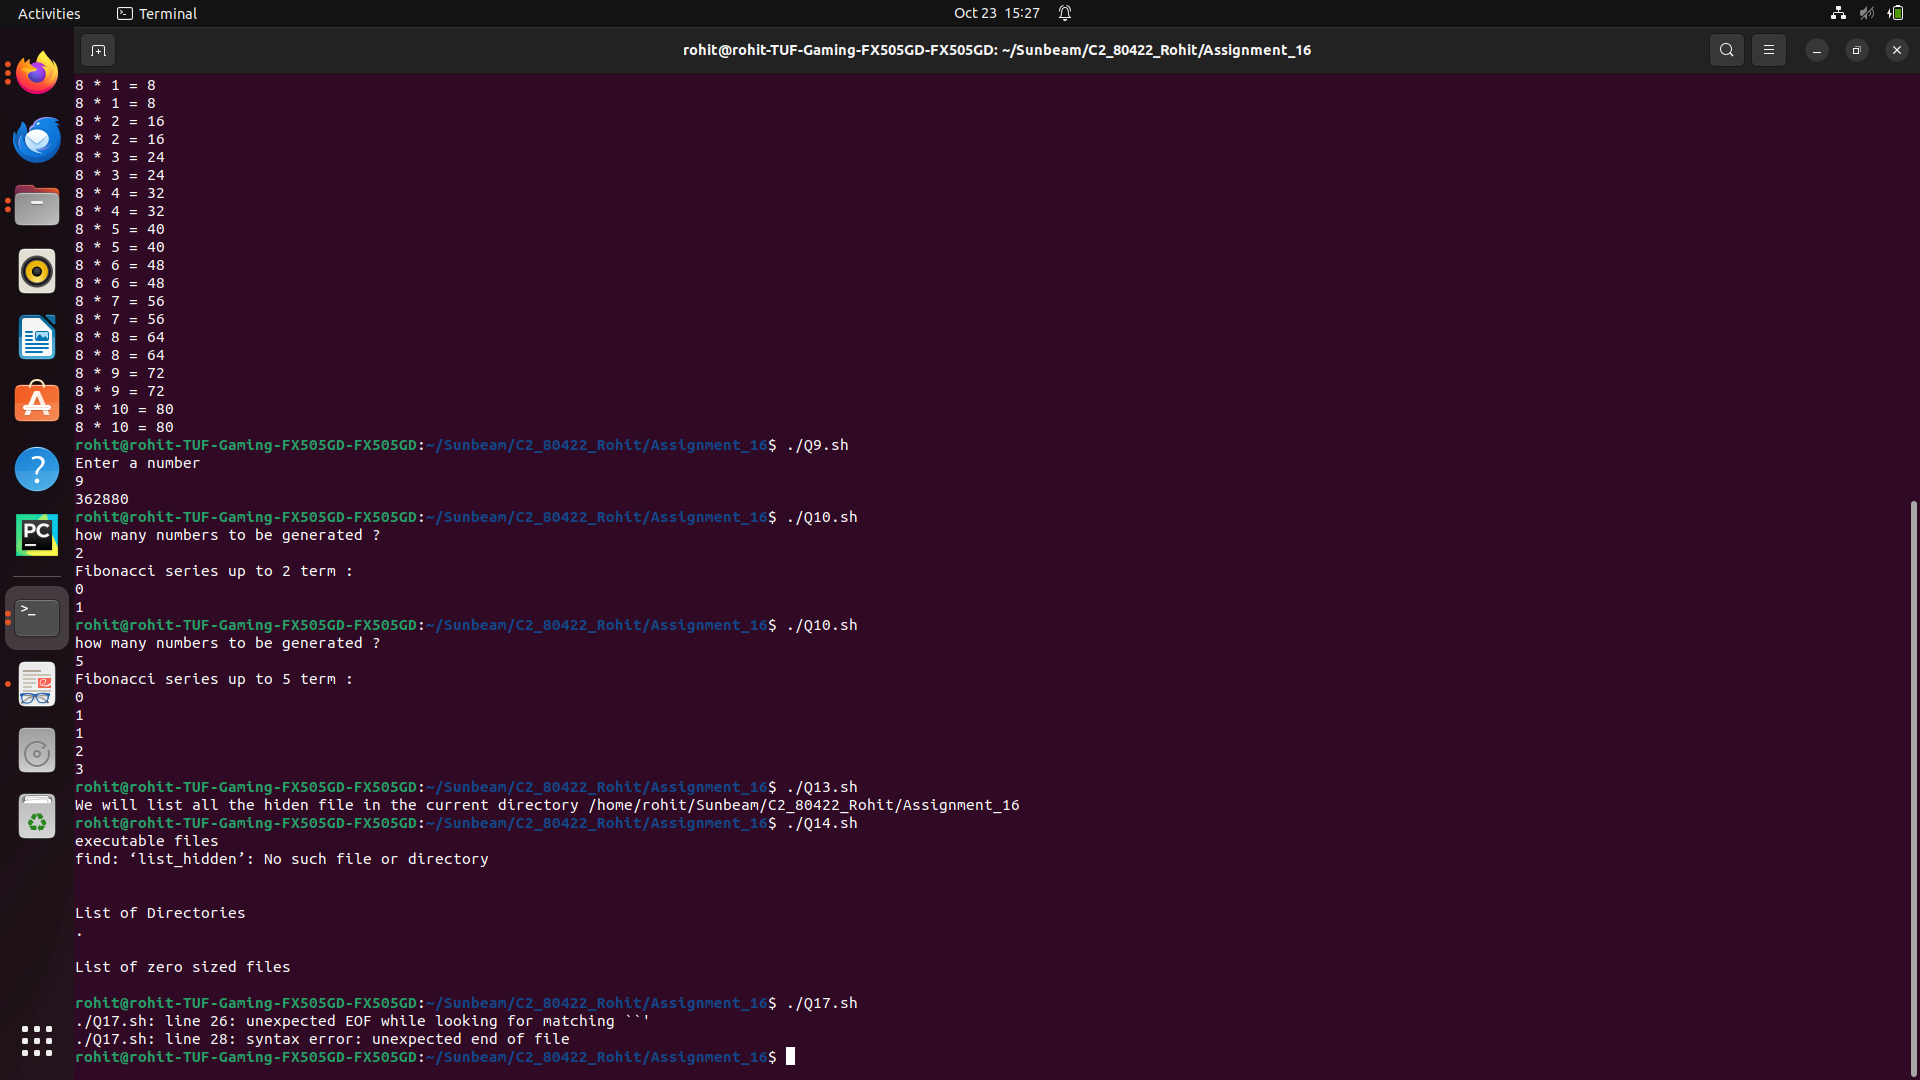 Activities
Terminal
Oct 23 15:27
rohit@rohit-TUF-Gaming-FX505GD-FX505GD: ~/Sunbeam/C2_80422_Rohit/Assignment_16
8 * 1 = 8
8 * 1 = 8
8 * 2 = 16
8 * 2 = 16
8 * 3 = 24
8 * 3 = 24
8 * 4 = 32
8 * 4 = 32
8 * 5 = 40
8 * 5 = 40
8 * 6 = 48
8 * 6 = 48
8 * 7 = 56
8 * 7 = 56
8 * 8 = 64
8 * 8 = 64
8 * 9 = 72
8 * 9 = 72
8 * 10 = 80
8 * 10 = 80
rohit@rohit-TUF-Gaming-FX505GD-FX505GD:~/Sunbeam/C2_80422_Rohit/Assignment_16$ ./Q9.sh
Enter a number
9
362880
rohit@rohit-TUF-Gaming-FX505GD-FX505GD:~/Sunbeam/C2_80422_Rohit/Assignment_16$ ./Q10.sh
how many numbers to be generated ?
2
Fibonacci series up to 2 term :
0
1
rohit@rohit-TUF-Gaming-FX505GD-FX505GD:~/Sunbeam/C2_80422_Rohit/Assignment_16$ ./Q10.sh
how many numbers to be generated ?
5
Fibonacci series up to 5 term :
0
1
1
2
3
rohit@rohit-TUF-Gaming-FX505GD-FX505GD:~/Sunbeam/C2_80422_Rohit/Assignment_16$ ./Q13.sh
We will list all the hiden file in the current directory /home/rohit/Sunbeam/C2_80422_Rohit/Assignment_16
rohit@rohit-TUF-Gaming-FX505GD-FX505GD:~/Sunbeam/C2_80422_Rohit/Assignment_16$ ./Q14.sh
executable files
find: ‘list_hidden’: No such file or directory
List of Directories
.
List of zero sized files
rohit@rohit-TUF-Gaming-FX505GD-FX505GD:~/Sunbeam/C2_80422_Rohit/Assignment_16$ ./Q17.sh
./Q17.sh: line 26: unexpected EOF while looking for matching ``'
./Q17.sh: line 28: syntax error: unexpected end of file
rohit@rohit-TUF-Gaming-FX505GD-FX505GD:~/Sunbeam/C2_80422_Rohit/Assignment_16$
PC